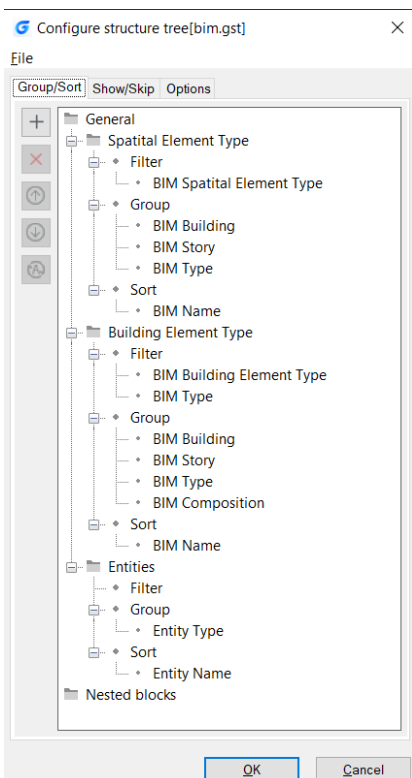 Configure structure tree[bim.gst]
File
Group/Sort Show/Skip Options
General
Spatital Element Type
Filter
BIM Spatital Element Type
Group
BIM Building
BIM Story
BIM Type
Sort
BIM Name
Building Element Type
Filter
BIM Building Element Type
BIM Type
Group
BIM Building
BIM Story
BIM Type
BIM Composition
Sort
BIM Name
Entities
Filter
Group
Entity Type
Sort
Entity Name
Nested blocks
OK Cancel